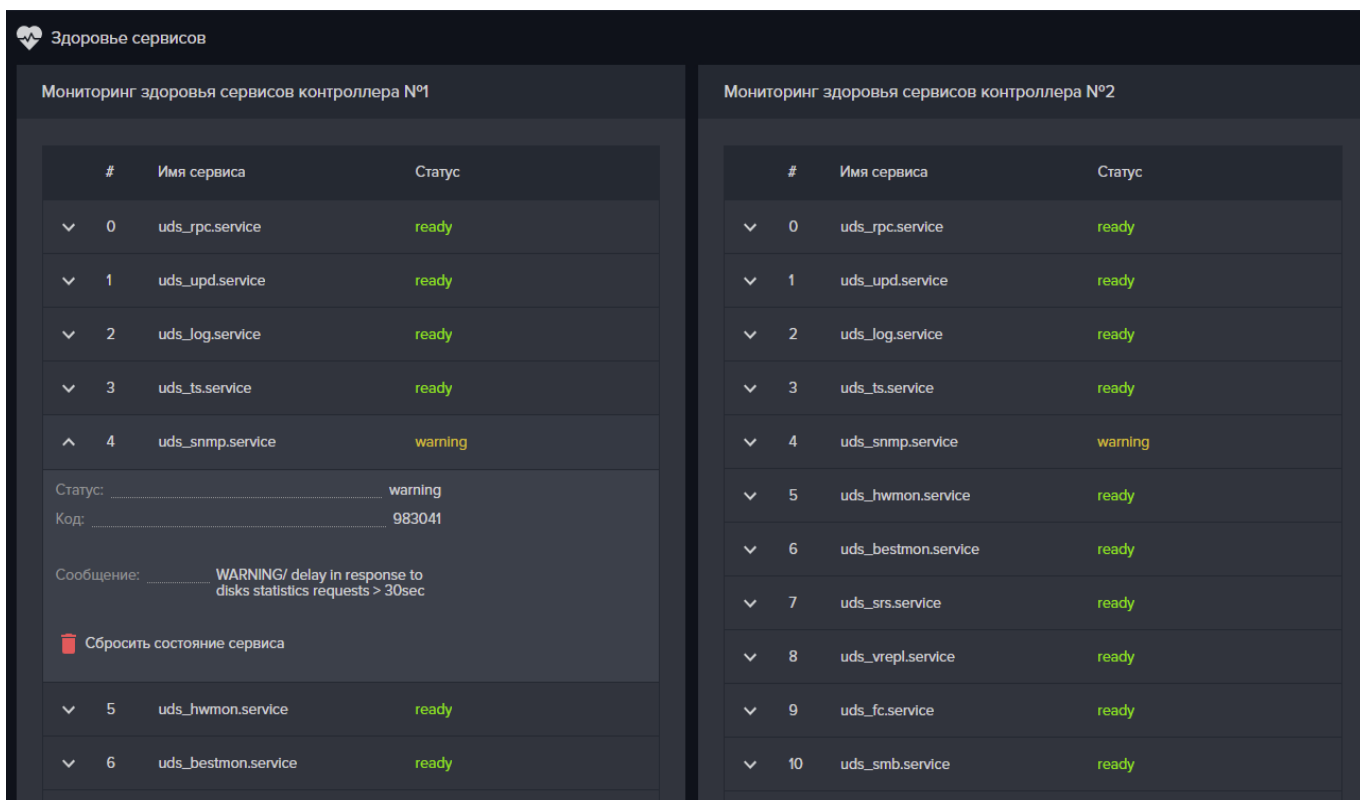 Здоровье сервисов
Мониторинг здоровья сервисов контроллера №1
# Имя сервиса Статус
0 uds_rpc.service ready
1 uds_upd.service ready
2 uds_log.service ready
3 uds_ts.service ready
4 uds_snmp.service warning
Статус: warning
Код: 983041
Сообщение: WARNING/ delay in response to
disks statistics requests > 30sec
Сбросить состояние сервиса
5 uds_hwmon.service ready
6 uds_bestmon.service ready
Мониторинг здоровья сервисов контроллера №2
# Имя сервиса Статус
0 uds_rpc.service ready
1 uds_upd.service ready
2 uds_log.service ready
3 uds_ts.service ready
4 uds_snmp.service warning
5 uds_hwmon.service ready
6 uds_bestmon.service ready
7 uds_srs.service ready
8 uds_vrepl.service ready
9 uds_fc.service ready
10 uds_smb.service ready